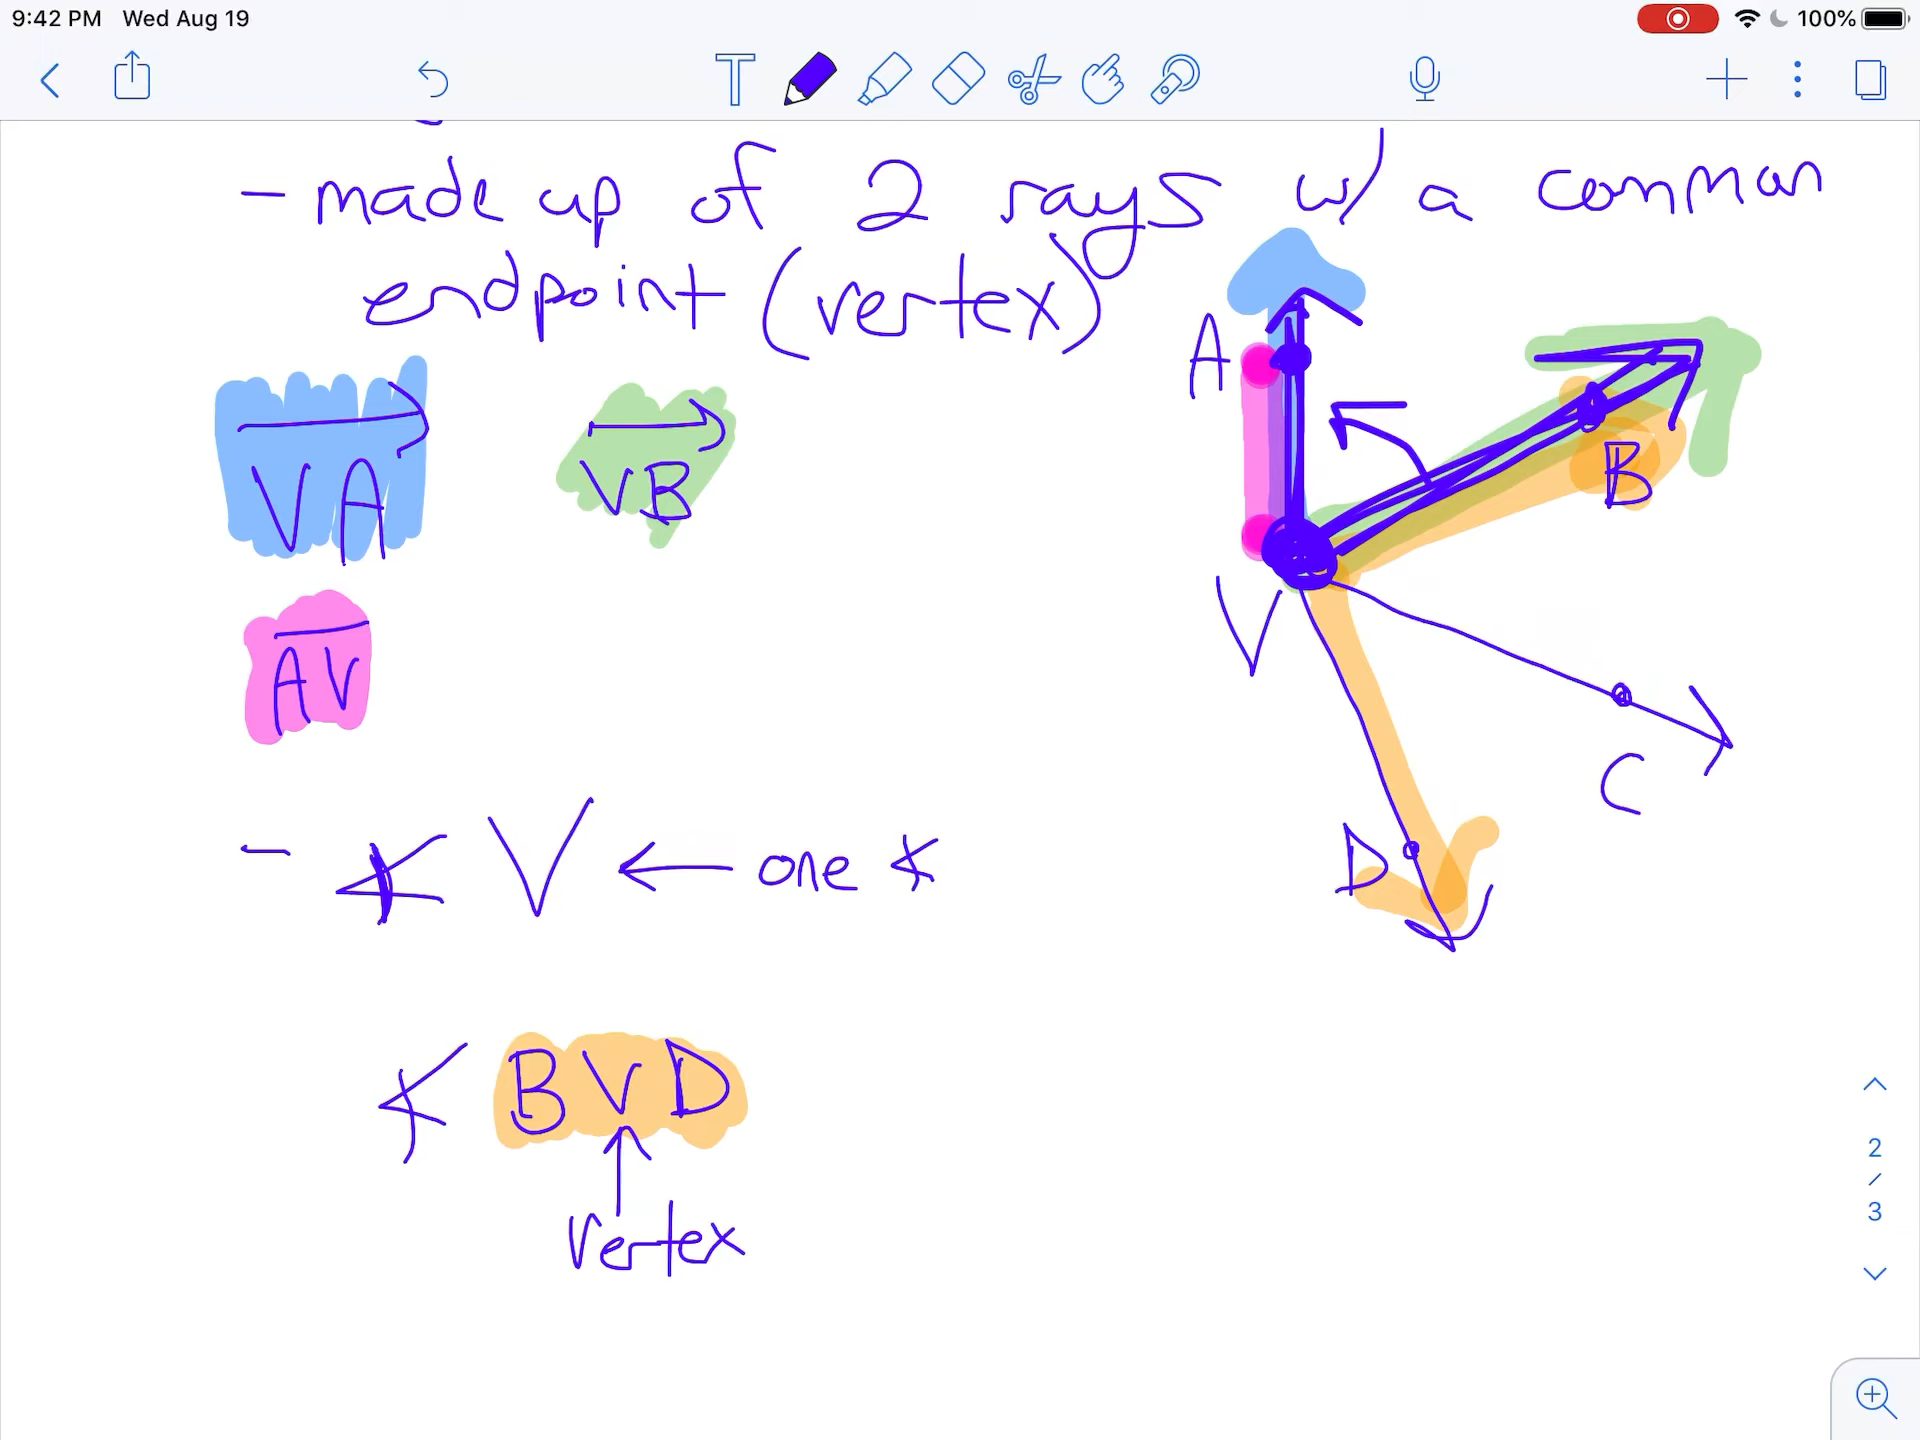 9:42 PM Wed Aug 19
100%
T
- made up of 2 rays w/ a common
endpoint (vertex)
VA VB
AV
- ∢ V ← one ∢
∢ BVD
vertex
A
B
V
C
D
2
/
3